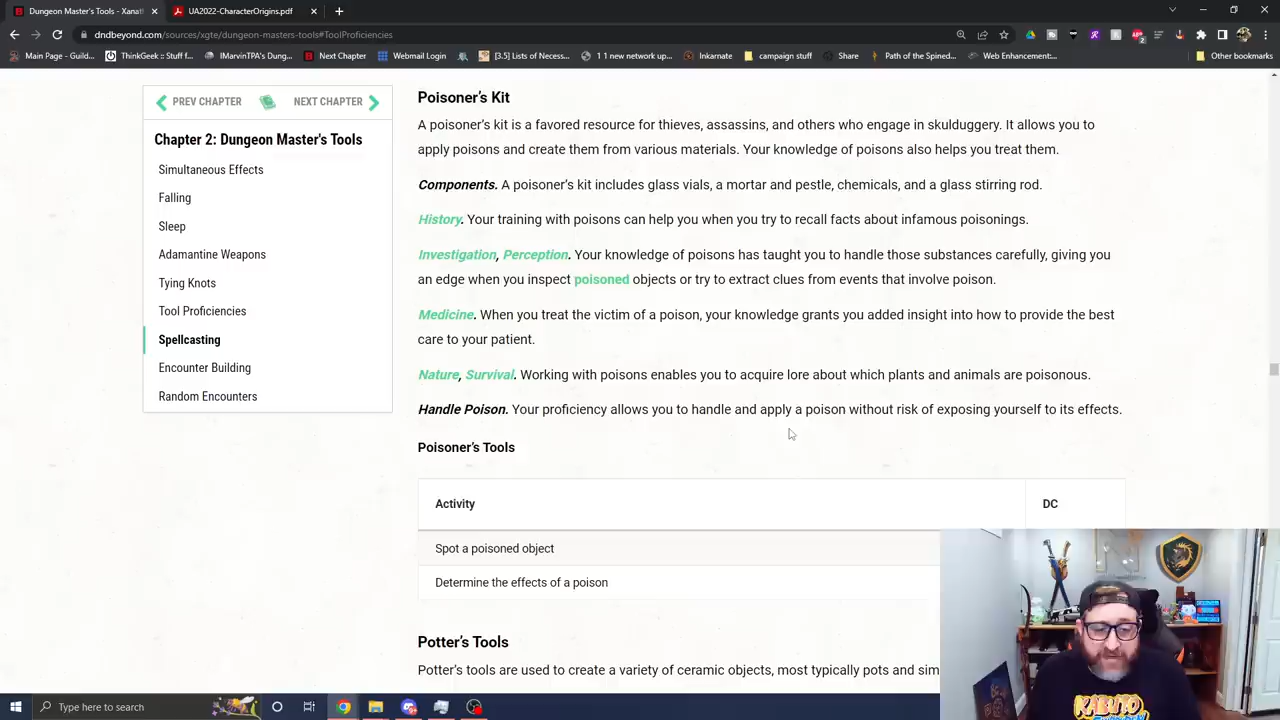 Dungeon Master's Tools - Xanath
UA2022-CharacterOrigins.pdf
dndbeyond.com/sources/xgte/dungeon-masters-tools#ToolProficiencies
Main Page - Guild...
ThinkGeek :: Stuff f...
IMarvinTPA's Dung...
Next Chapter
Webmail Login
[3.5] Lists of Necess...
1 1 new network up...
Inkarnate
campaign stuff
Share
Path of the Spined...
Web Enhancement:...
Other bookmarks
PREV CHAPTER
NEXT CHAPTER
Chapter 2: Dungeon Master's Tools
Simultaneous Effects
Falling
Sleep
Adamantine Weapons
Tying Knots
Tool Proficiencies
Spellcasting
Encounter Building
Random Encounters
Poisoner's Kit
A poisoner's kit is a favored resource for thieves, assassins, and others who engage in skulduggery. It allows you to
apply poisons and create them from various materials. Your knowledge of poisons also helps you treat them.
Components. A poisoner's kit includes glass vials, a mortar and pestle, chemicals, and a glass stirring rod.
History. Your training with poisons can help you when you try to recall facts about infamous poisonings.
Investigation, Perception. Your knowledge of poisons has taught you to handle those substances carefully, giving you
an edge when you inspect poisoned objects or try to extract clues from events that involve poison.
Medicine. When you treat the victim of a poison, your knowledge grants you added insight into how to provide the best
care to your patient.
Nature, Survival. Working with poisons enables you to acquire lore about which plants and animals are poisonous.
Handle Poison. Your proficiency allows you to handle and apply a poison without risk of exposing yourself to its effects.
Poisoner's Tools
Activity DC
Spot a poisoned object
Determine the effects of a poison
Potter's Tools
Potter's tools are used to create a variety of ceramic objects, most typically pots and sim
KABUTO
Type here to search